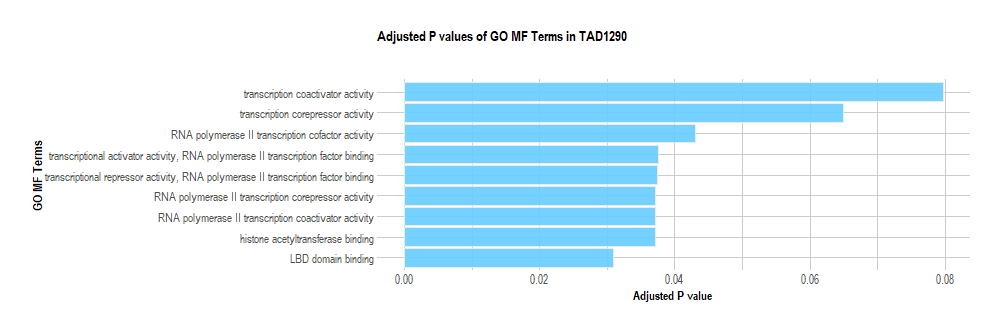 Adjusted P values of GO MF Terms in TAD1290
GO MF Terms
transcription coactivator activity
transcription corepressor activity
RNA polymerase II transcription cofactor activity
transcriptional activator activity, RNA polymerase II transcription factor binding
transcriptional repressor activity, RNA polymerase II transcription factor binding
RNA polymerase II transcription corepressor activity
RNA polymerase II transcription coactivator activity
histone acetyltransferase binding
LBD domain binding
0.00 0.02 0.04 0.06 0.08
Adjusted P value